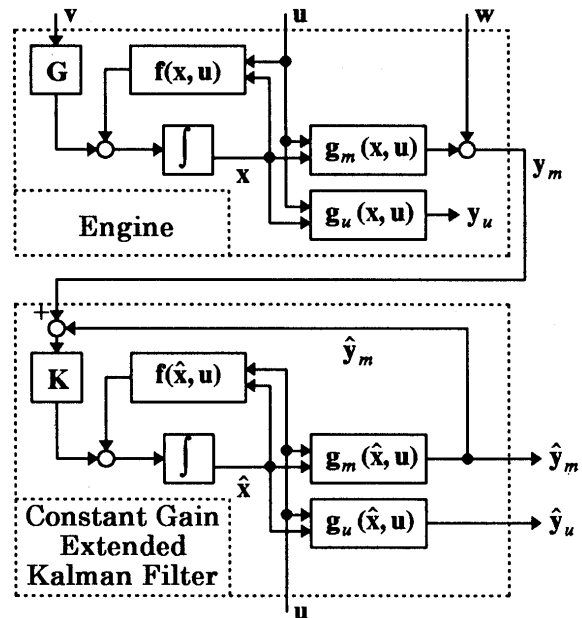 v
u
w
G
f(x, u)
∫
x
g_m (x, u)
y_m
g_u (x, u)
y_u
Engine
+
ŷ_m
K
f(x̂, u)
∫
x̂
g_m (x̂, u)
ŷ_m
g_u (x̂, u)
ŷ_u
Constant Gain
Extended
Kalman Filter
u